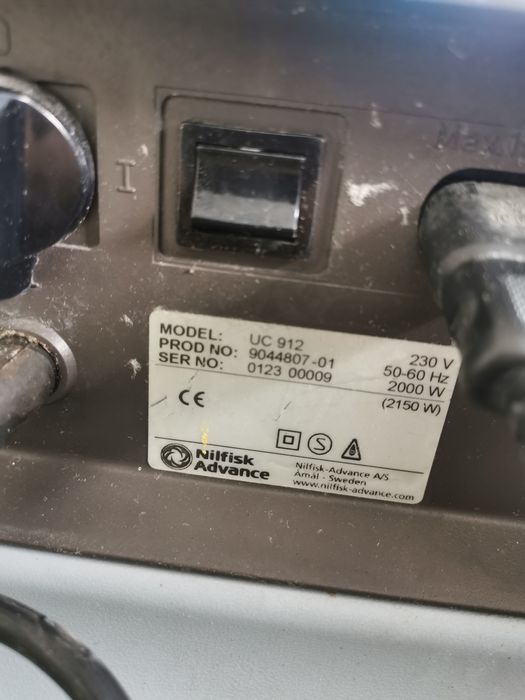 I
MODEL: UC 912
PROD NO: 9044807-01
SER NO: 0123 00009
230 V
50-60 Hz
2000 W
(2150 W)
CE
S
Nilfisk
Advance
Nilfisk-Advance A/S
Åmål - Sweden
www.nilfisk-advance.com